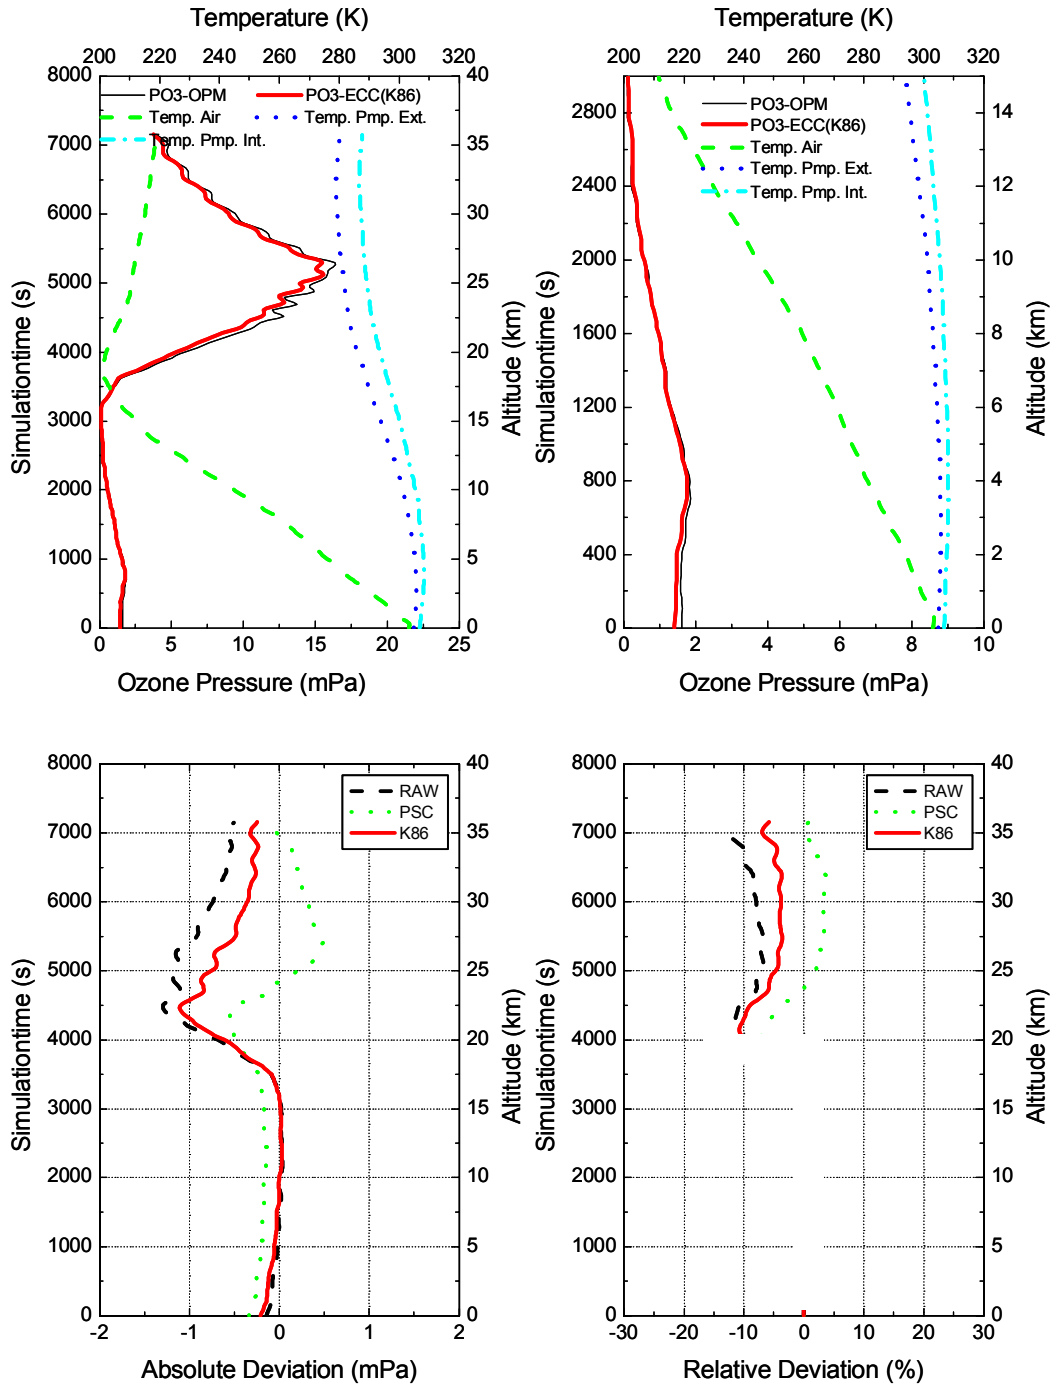 Temperature (K)
200 220 240 260 280 300 320
8000
7000
6000
5000
4000
3000
2000
1000
0
Simulationtime (s)
PO3-OPM PO3-ECC(K86)
Temp. Air Temp. Pmp. Ext.
Temp. Pmp. Int.
40
35
30
25
20
15
10
5
0
Altitude (km)
0 5 10 15 20 25
Ozone Pressure (mPa)
Temperature (K)
200 220 240 260 280 300 320
2800
2400
2000
1600
1200
800
400
0
Simulationtime (s)
PO3-OPM
PO3-ECC(K86)
Temp. Air
Temp. Pmp. Ext.
Temp. Pmp. Int.
14
12
10
8
6
4
2
0
Altitude (km)
0 2 4 6 8 10
Ozone Pressure (mPa)
8000
7000
6000
5000
4000
3000
2000
1000
0
Simulationtime (s)
RAW
PSC
K86
40
35
30
25
20
15
10
5
0
Altitude (km)
-2 -1 0 1 2
Absolute Deviation (mPa)
8000
7000
6000
5000
4000
3000
2000
1000
0
Simulationtime (s)
RAW
PSC
K86
40
35
30
25
20
15
10
5
0
Altitude (km)
-30 -20 -10 0 10 20 30
Relative Deviation (%)